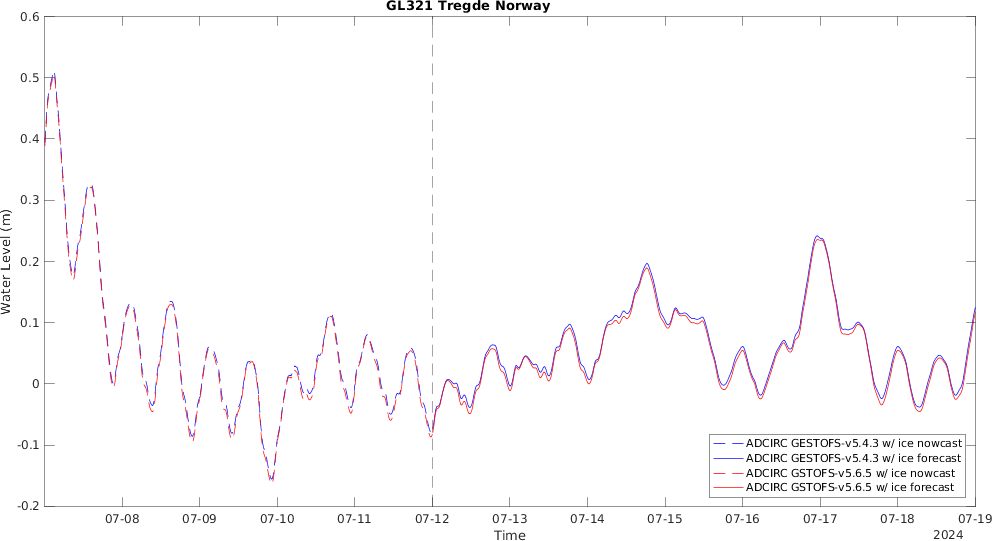 GL321 Tregde Norway
0.6
0.5
0.4
0.3
0.2
0.1
0
-0.1
-0.2
Water Level (m)
ADCIRC GESTOFS-v5.4.3 w/ ice nowcast
ADCIRC GESTOFS-v5.4.3 w/ ice forecast
ADCIRC GSTOFS-v5.6.5 w/ ice nowcast
ADCIRC GSTOFS-v5.6.5 w/ ice forecast
07-08 07-09 07-10 07-11 07-12 07-13 07-14 07-15 07-16 07-17 07-18 07-19
Time
2024